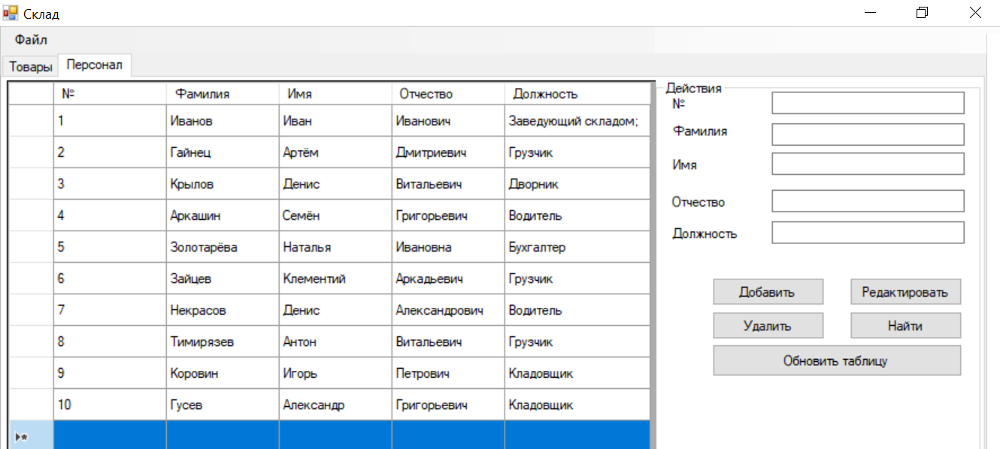 Склад
Файл
Товары Персонал
№ Фамилия Имя Отчество Должность
1 Иванов Иван Иванович Заведующий складом;
2 Гайнец Артём Дмитриевич Грузчик
3 Крылов Денис Витальевич Дворник
4 Аркашин Семён Григорьевич Водитель
5 Золотарёва Наталья Ивановна Бухгалтер
6 Зайцев Клементий Аркадьевич Грузчик
7 Некрасов Денис Александрович Водитель
8 Тимирязев Антон Витальевич Грузчик
9 Коровин Игорь Петрович Кладовщик
10 Гусев Александр Григорьевич Кладовщик
Действия
№
Фамилия
Имя
Отчество
Должность
Добавить Редактировать
Удалить Найти
Обновить таблицу